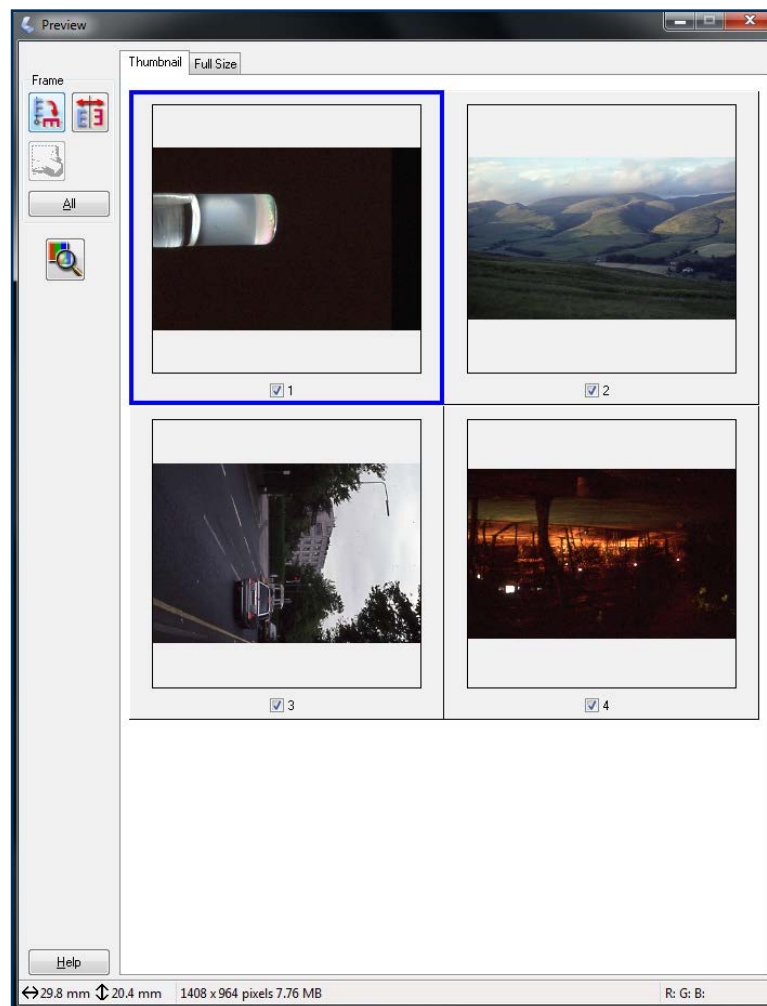 Preview
Thumbnail Full Size
Frame
All
1
2
3
4
Help
29.8 mm 20.4 mm 1408 x 964 pixels 7.76 MB R: G: B: